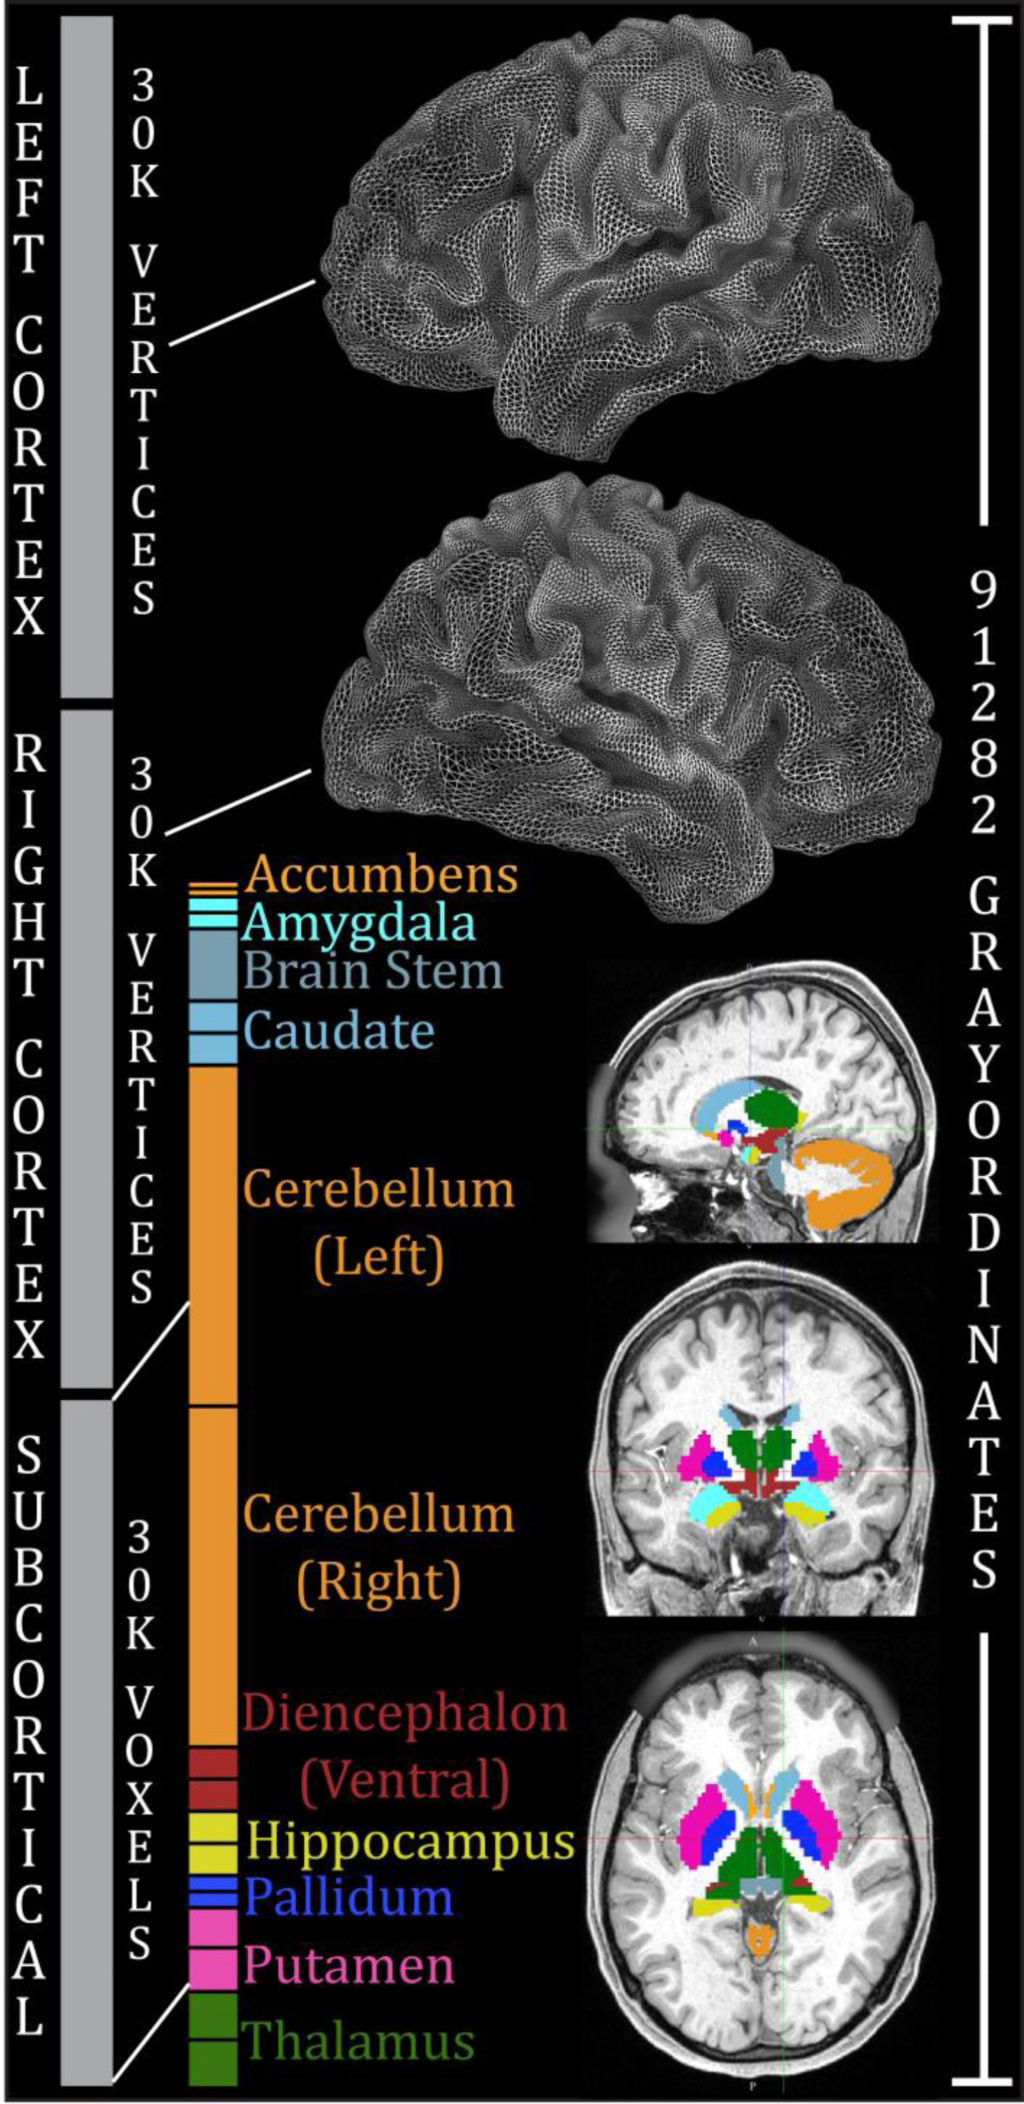 LEFT CORTEX
30K VERTICES
RIGHT CORTEX
30K VERTICES
SUBCORTICAL
30K VOXELS
Accumbens
Amygdala
Brain Stem
Caudate
Cerebellum
(Left)
Cerebellum
(Right)
Diencephalon
(Ventral)
Hippocampus
Pallidum
Putamen
Thalamus
91282 GRAYORDINATES
A
P